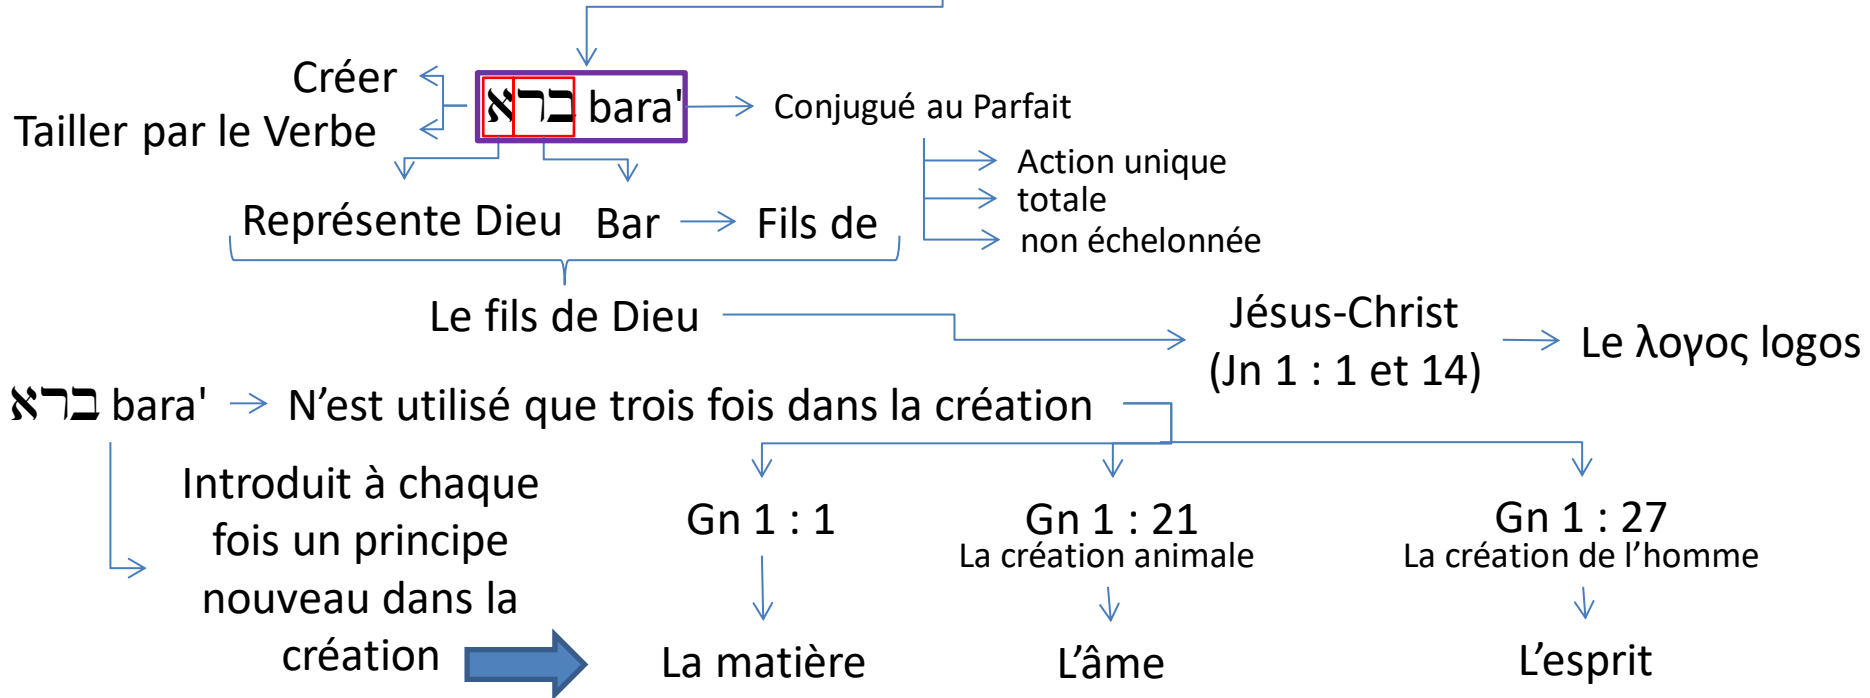 Créer
Tailler par le Verbe
ברא bara'
Conjugué au Parfait
Action unique
totale
non échelonnée
Représente Dieu
Bar
Fils de
Le fils de Dieu
Jésus-Christ
(Jn 1 : 1 et 14)
Le λογος logos
ברא bara'
N'est utilisé que trois fois dans la création
Introduit à chaque
fois un principe
nouveau dans la
création
Gn 1 : 1
La matière
Gn 1 : 21
La création animale
L'âme
Gn 1 : 27
La création de l’homme
L'esprit